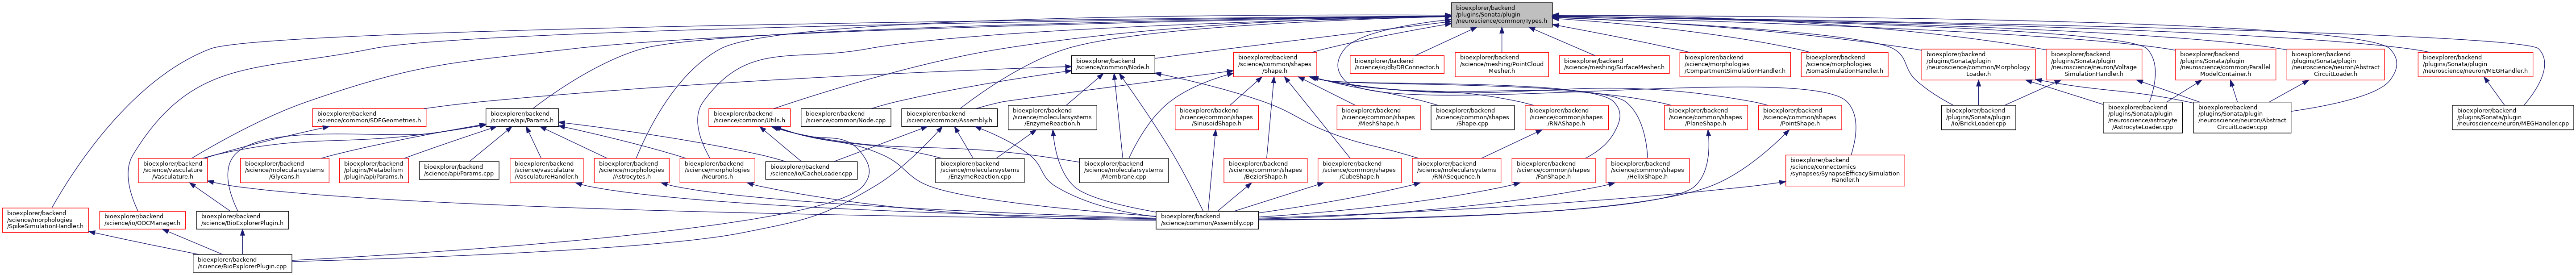 bioexplorer/backend
/plugins/Sonata/plugin
/neuroscience/common/Types.h
bioexplorer/backend
/science/common/Node.h
bioexplorer/backend
/science/common/shapes
/Shape.h
bioexplorer/backend
/science/io/db/DBConnector.h
bioexplorer/backend
/science/meshing/PointCloud
Mesher.h
bioexplorer/backend
/science/meshing/SurfaceMesher.h
bioexplorer/backend
/science/morphologies
/CompartmentSimulationHandler.h
bioexplorer/backend
/science/morphologies
/SomaSimulationHandler.h
bioexplorer/backend
/plugins/Sonata/plugin
/neuroscience/common/Morphology
Loader.h
bioexplorer/backend
/plugins/Sonata/plugin
/neuroscience/neuron/Voltage
SimulationHandler.h
bioexplorer/backend
/plugins/Sonata/plugin
/neuroscience/common/Parallel
ModelContainer.h
bioexplorer/backend
/plugins/Sonata/plugin
/neuroscience/neuron/Abstract
CircuitLoader.h
bioexplorer/backend
/plugins/Sonata/plugin
/neuroscience/neuron/MEGHandler.h
bioexplorer/backend
/science/common/SDFGeometries.h
bioexplorer/backend
/science/api/Params.h
bioexplorer/backend
/science/common/Utils.h
bioexplorer/backend
/science/common/Node.cpp
bioexplorer/backend
/science/common/Assembly.h
bioexplorer/backend
/science/molecularsystems
/EnzymeReaction.h
bioexplorer/backend
/science/common/shapes
/SinusoidShape.h
bioexplorer/backend
/science/common/shapes
/MeshShape.h
bioexplorer/backend
/science/common/shapes
/Shape.cpp
bioexplorer/backend
/science/common/shapes
/RNAShape.h
bioexplorer/backend
/science/common/shapes
/PlaneShape.h
bioexplorer/backend
/science/common/shapes
/PointShape.h
bioexplorer/backend
/plugins/Sonata/plugin
/io/BrickLoader.cpp
bioexplorer/backend
/plugins/Sonata/plugin
/neuroscience/astrocyte
/AstrocyteLoader.cpp
bioexplorer/backend
/plugins/Sonata/plugin
/neuroscience/neuron/Abstract
CircuitLoader.cpp
bioexplorer/backend
/plugins/Sonata/plugin
/neuroscience/neuron/MEGHandler.cpp
bioexplorer/backend
/science/vasculature
/Vasculature.h
bioexplorer/backend
/science/molecularsystems
/Glycans.h
bioexplorer/backend
/plugins/Metabolism
/plugin/api/Params.h
bioexplorer/backend
/science/api/Params.cpp
bioexplorer/backend
/science/vasculature
/VasculatureHandler.h
bioexplorer/backend
/science/morphologies
/Astrocytes.h
bioexplorer/backend
/science/morphologies
/Neurons.h
bioexplorer/backend
/science/io/CacheLoader.cpp
bioexplorer/backend
/science/molecularsystems
/EnzymeReaction.cpp
bioexplorer/backend
/science/molecularsystems
/Membrane.cpp
bioexplorer/backend
/science/common/shapes
/BezierShape.h
bioexplorer/backend
/science/common/shapes
/CubeShape.h
bioexplorer/backend
/science/molecularsystems
/RNASequence.h
bioexplorer/backend
/science/common/shapes
/FanShape.h
bioexplorer/backend
/science/common/shapes
/HelixShape.h
bioexplorer/backend
/science/connectomics
/synapses/SynapseEfficacySimulation
Handler.h
bioexplorer/backend
/science/morphologies
/SpikeSimulationHandler.h
bioexplorer/backend
/science/io/OOCManager.h
bioexplorer/backend
/science/BioExplorerPlugin.h
bioexplorer/backend
/science/common/Assembly.cpp
bioexplorer/backend
/science/BioExplorerPlugin.cpp